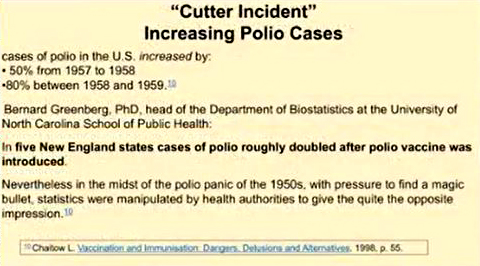 “Cutter Incident”
Increasing Polio Cases
cases of polio in the U.S. increased by:
• 50% from 1957 to 1958
•80% between 1958 and 1959.10
Bernard Greenberg, PhD, head of the Department of Biostatistics at the University of
North Carolina School of Public Health:
In five New England states cases of polio roughly doubled after polio vaccine was
introduced.
Nevertheless in the midst of the polio panic of the 1950s, with pressure to find a magic
bullet, statistics were manipulated by health authorities to give the quite the opposite
impression.10
10 Chaitow L. Vaccination and Immunisation: Dangers, Delusions and Alternatives, 1998, p. 55.